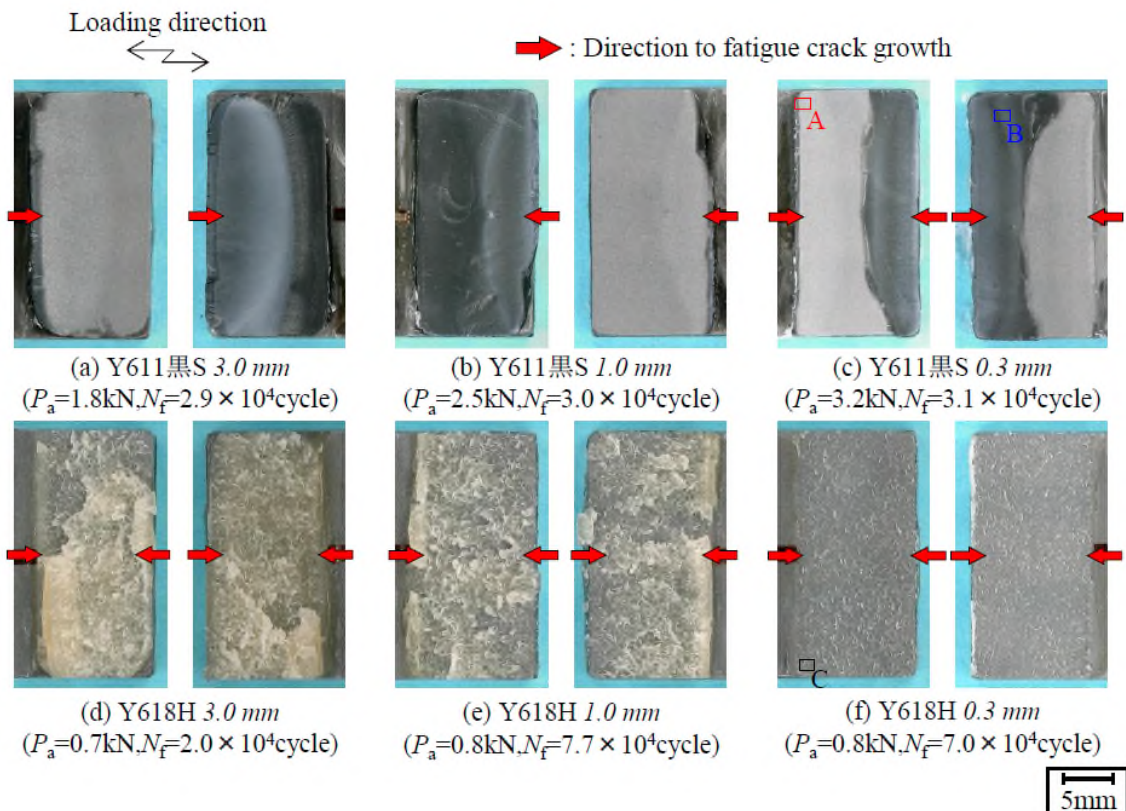 Loading direction
: Direction to fatigue crack growth
A
B
(a) Y611黒S 3.0 mm
(Pa=1.8kN,Nf=2.9×10⁴cycle)
(b) Y611黒S 1.0 mm
(Pa=2.5kN,Nf=3.0×10⁴cycle)
(c) Y611黒S 0.3 mm
(Pa=3.2kN,Nf=3.1×10⁴cycle)
C
(d) Y618H 3.0 mm
(Pa=0.7kN,Nf=2.0×10⁴cycle)
(e) Y618H 1.0 mm
(Pa=0.8kN,Nf=7.7×10⁴cycle)
(f) Y618H 0.3 mm
(Pa=0.8kN,Nf=7.0×10⁴cycle)
5mm